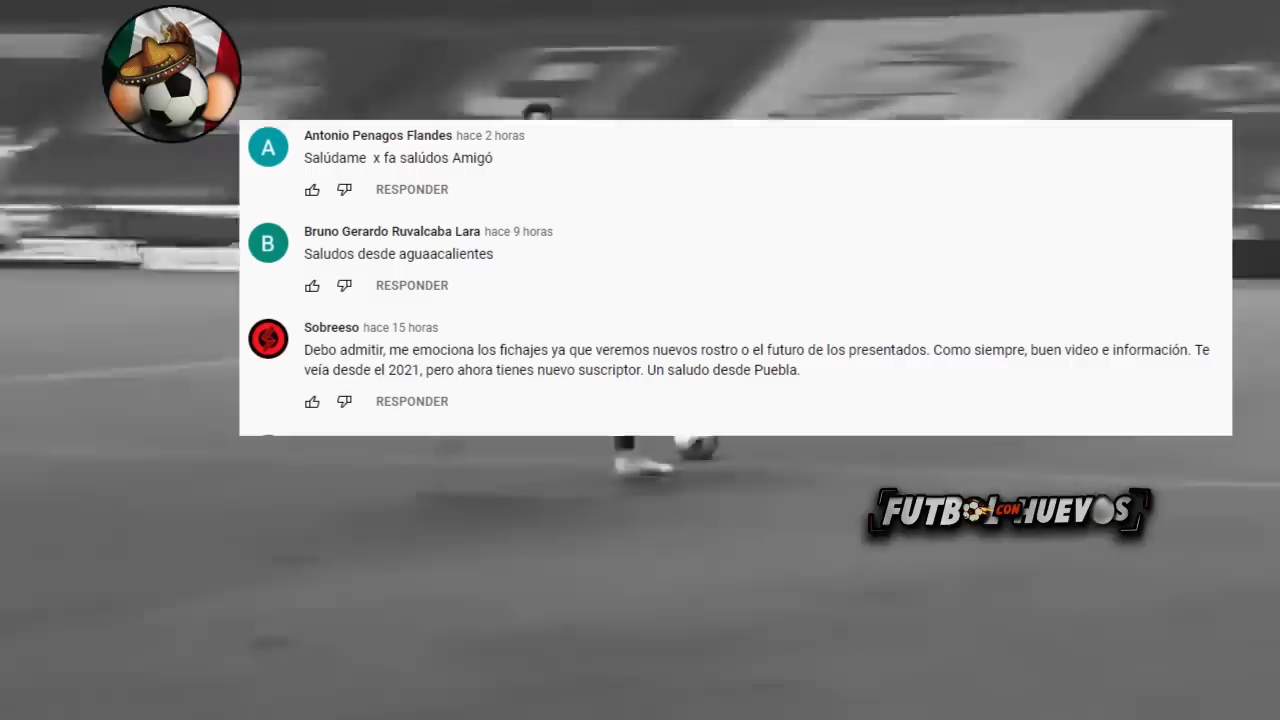 A
Antonio Penagos Flandes hace 2 horas
Salúdame x fa salúdos Amigó
RESPONDER
B
Bruno Gerardo Ruvalcaba Lara hace 9 horas
Saludos desde aguaacalientes
RESPONDER
Sobreeso hace 15 horas
Debo admitir, me emociona los fichajes ya que veremos nuevos rostro o el futuro de los presentados. Como siempre, buen video e información. Te
veía desde el 2021, pero ahora tienes nuevo suscriptor. Un saludo desde Puebla.
RESPONDER
FUTBOL CON HUEVOS